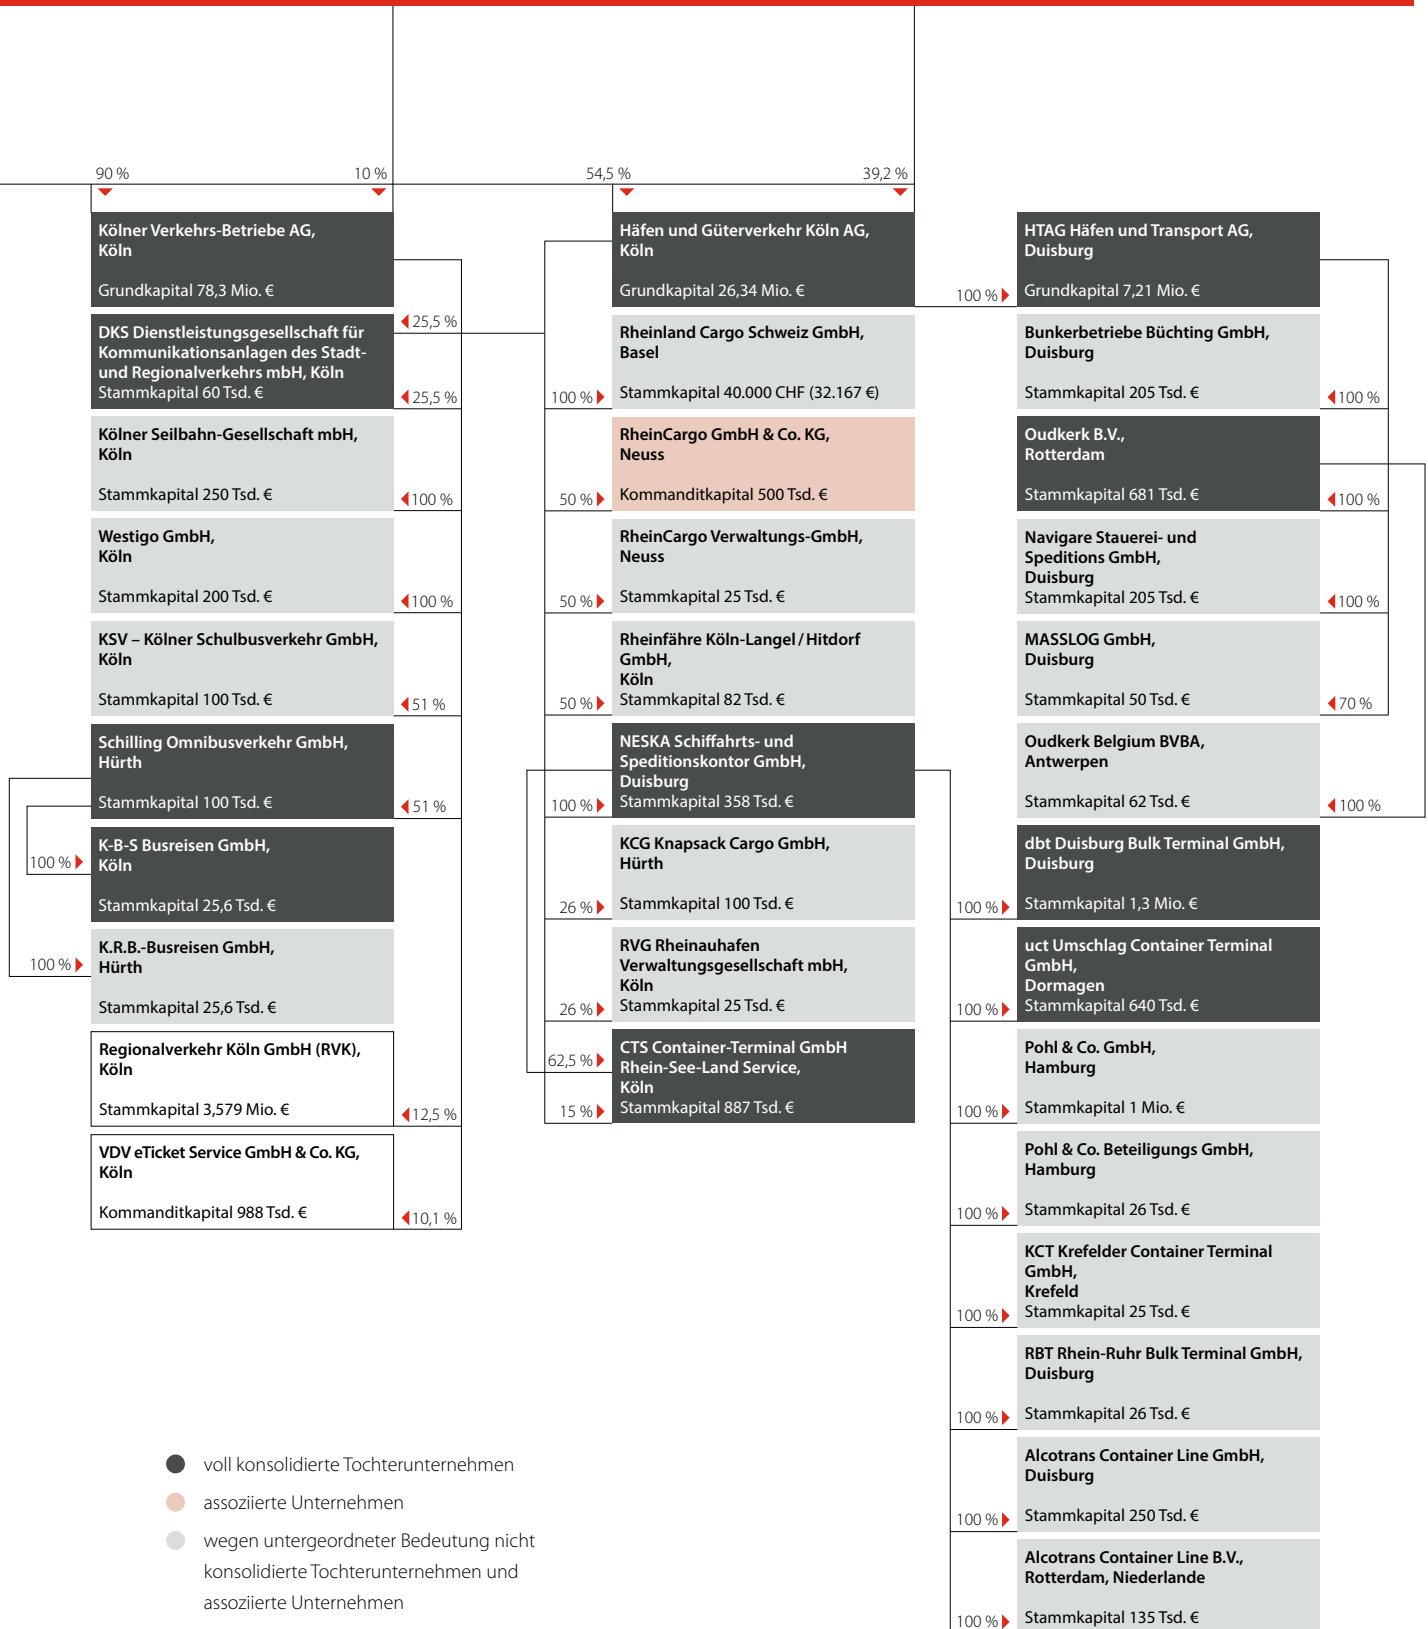 90 %
10 %
54,5 %
39,2 %
Kölner Verkehrs-Betriebe AG,
Köln
Grundkapital 78,3 Mio. €
25,5 %
DKS Dienstleistungsgesellschaft für
Kommunikationsanlagen des Stadt-
und Regionalverkehrs mbH, Köln
Stammkapital 60 Tsd. €
25,5 %
Kölner Seilbahn-Gesellschaft mbH,
Köln
Stammkapital 250 Tsd. €
100 %
Westigo GmbH,
Köln
Stammkapital 200 Tsd. €
100 %
KSV – Kölner Schulbusverkehr GmbH,
Köln
Stammkapital 100 Tsd. €
51 %
Schilling Omnibusverkehr GmbH,
Hürth
Stammkapital 100 Tsd. €
51 %
K-B-S Busreisen GmbH,
Köln
100 %
Stammkapital 25,6 Tsd. €
K.R.B.-Busreisen GmbH,
Hürth
100 %
Stammkapital 25,6 Tsd. €
Regionalverkehr Köln GmbH (RVK),
Köln
Stammkapital 3,579 Mio. €
12,5 %
VDV eTicket Service GmbH & Co. KG,
Köln
Kommanditkapital 988 Tsd. €
10,1 %
Häfen und Güterverkehr Köln AG,
Köln
Grundkapital 26,34 Mio. €
Rheinland Cargo Schweiz GmbH,
Basel
100 %
Stammkapital 40.000 CHF (32.167 €)
RheinCargo GmbH & Co. KG,
Neuss
50 %
Kommanditkapital 500 Tsd. €
RheinCargo Verwaltungs-GmbH,
Neuss
50 %
Stammkapital 25 Tsd. €
Rheinfähre Köln-Langel / Hitdorf
GmbH,
Köln
50 %
Stammkapital 82 Tsd. €
NESKA Schiffahrts- und
Speditionskontor GmbH,
Duisburg
100 %
Stammkapital 358 Tsd. €
KCG Knapsack Cargo GmbH,
Hürth
26 %
Stammkapital 100 Tsd. €
RVG Rheinauhafen
Verwaltungsgesellschaft mbH,
Köln
26 %
Stammkapital 25 Tsd. €
CTS Container-Terminal GmbH
62,5 %
Rhein-See-Land Service,
Köln
15 %
Stammkapital 887 Tsd. €
HTAG Häfen und Transport AG,
Duisburg
100 %
Grundkapital 7,21 Mio. €
Bunkerbetriebe Büchting GmbH,
Duisburg
Stammkapital 205 Tsd. €
100 %
Oudkerk B.V.,
Rotterdam
Stammkapital 681 Tsd. €
100 %
Navigare Stauerei- und
Speditions GmbH,
Duisburg
Stammkapital 205 Tsd. €
100 %
MASSLOG GmbH,
Duisburg
Stammkapital 50 Tsd. €
70 %
Oudkerk Belgium BVBA,
Antwerpen
Stammkapital 62 Tsd. €
100 %
dbt Duisburg Bulk Terminal GmbH,
Duisburg
100 %
Stammkapital 1,3 Mio. €
uct Umschlag Container Terminal
GmbH,
Dormagen
100 %
Stammkapital 640 Tsd. €
Pohl & Co. GmbH,
Hamburg
100 %
Stammkapital 1 Mio. €
Pohl & Co. Beteiligungs GmbH,
Hamburg
100 %
Stammkapital 26 Tsd. €
KCT Krefelder Container Terminal
GmbH,
Krefeld
100 %
Stammkapital 25 Tsd. €
RBT Rhein-Ruhr Bulk Terminal GmbH,
Duisburg
100 %
Stammkapital 26 Tsd. €
Alcotrans Container Line GmbH,
Duisburg
100 %
Stammkapital 250 Tsd. €
Alcotrans Container Line B.V.,
Rotterdam, Niederlande
100 %
Stammkapital 135 Tsd. €
voll konsolidierte Tochterunternehmen
assoziierte Unternehmen
wegen untergeordneter Bedeutung nicht
konsolidierte Tochterunternehmen und
assoziierte Unternehmen